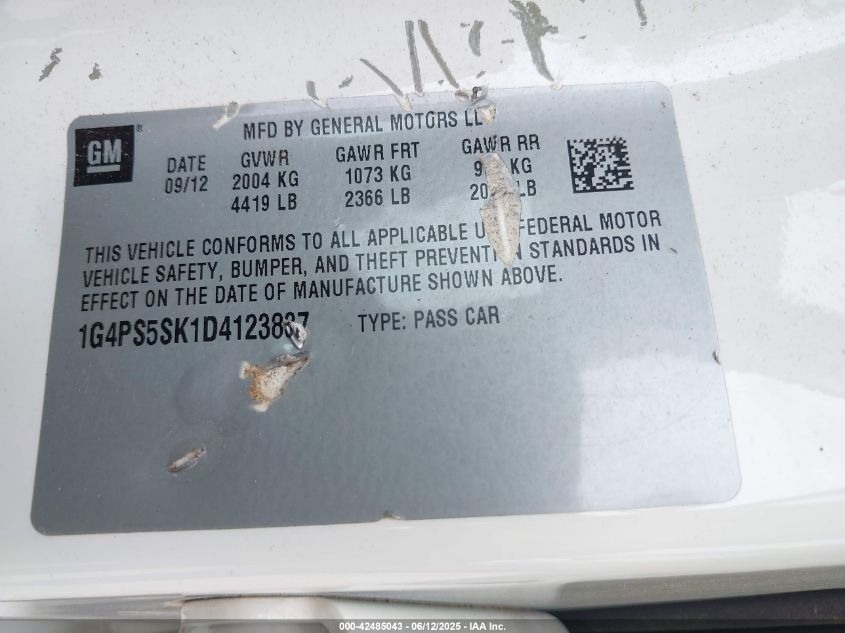 GM
MFD BY GENERAL MOTORS
DATE GVWR GAWR FRT GAWR RR
09/12 2004 KG 1073 KG KG
4419 LB 2366 LB LB
THIS VEHICLE CONFORMS TO ALL APPLICABLE FEDERAL MOTOR
VEHICLE SAFETY, BUMPER, AND THEFT PREVENTION STANDARDS IN
EFFECT ON THE DATE OF MANUFACTURE SHOWN ABOVE.
1G4PS5SK1D4123837 TYPE: PASS CAR
000-42485043 - 06/12/2025 - IAA Inc.